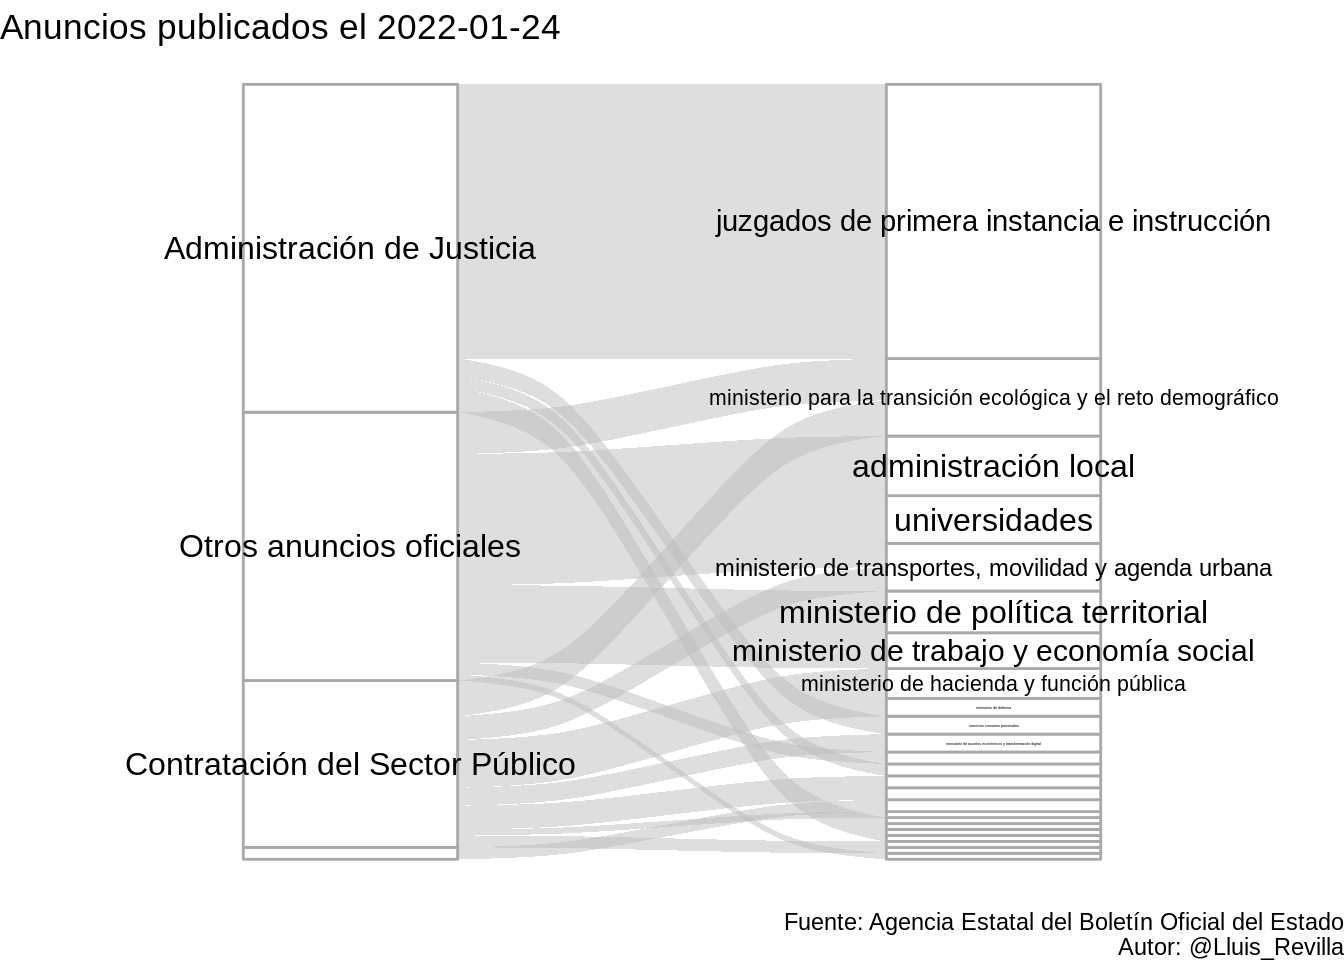 Anuncios publicados el 2022-01-24
Administración de Justicia
Otros anuncios oficiales
Contratación del Sector Público
juzgados de primera instancia e instrucción
ministerio para la transición ecológica y el reto demográfico
administración local
universidades
ministerio de transportes, movilidad y agenda urbana
ministerio de política territorial
ministerio de trabajo y economía social
ministerio de hacienda y función pública
ministerio de defensa
ministerio de asuntos económicos y transformación digital
Fuente: Agencia Estatal del Boletín Oficial del Estado
Autor: @Lluis_Revilla